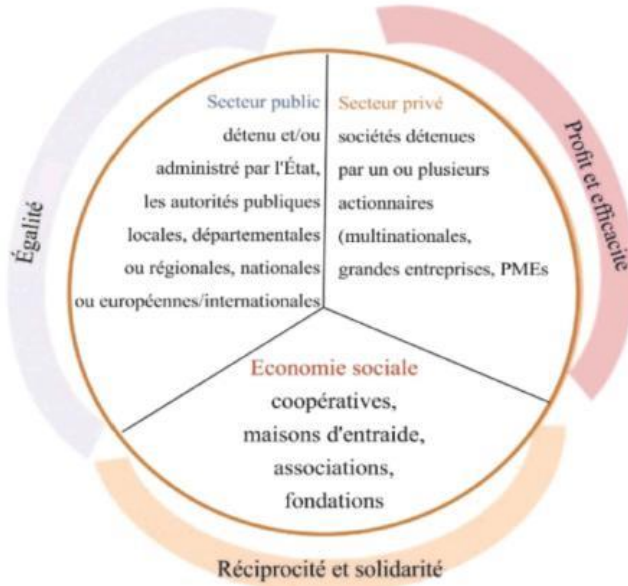 Secteur public
détenu et/ou
administré par l'État,
les autorités publiques
locales, départementales
ou régionales, nationales
ou européennes/internationales
Secteur privé
sociétés détenues
par un ou plusieurs
actionnaires
(multinationales,
grandes entreprises, PMEs
Economie sociale
coopératives,
maisons d'entraide,
associations,
fondations
Égalité
Profit et efficacité
Réciprocité et solidarité